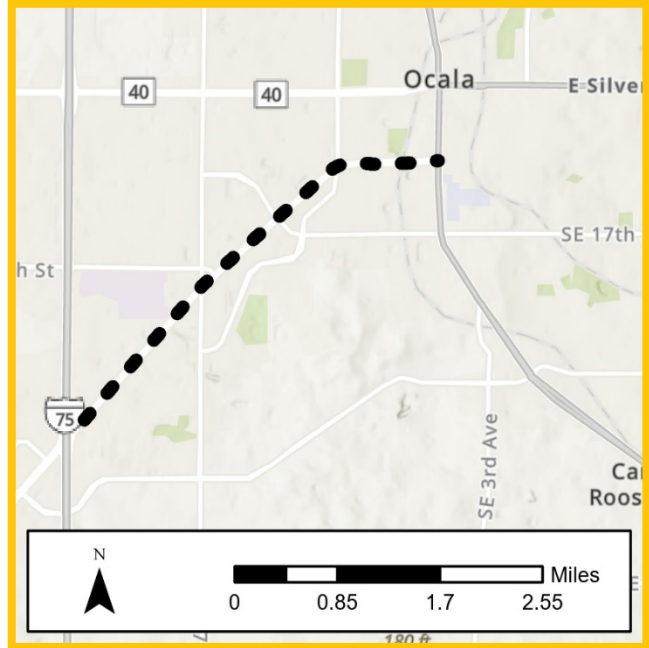 Ocala
40
40
E Silver
SE 17th
h St
75
SE 3rd Ave
Ca
Roos
N
Miles
0
0.85
1.7
2.55
180 ft